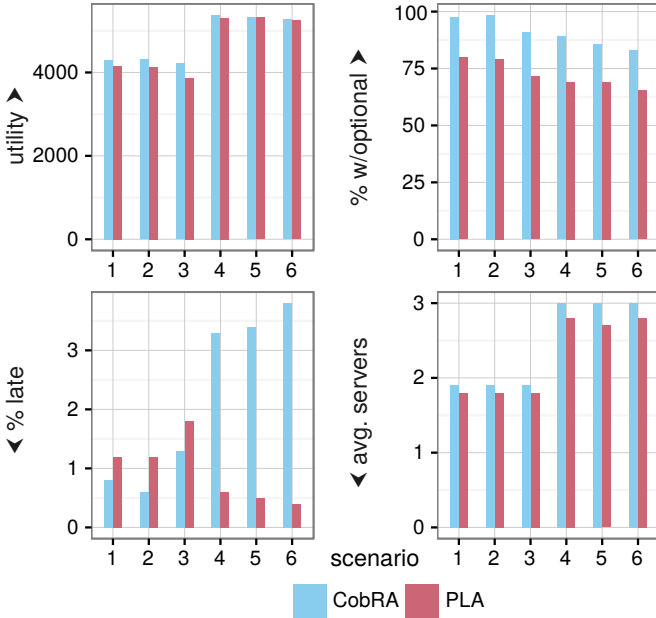 utility ➤
4000
2000
0
1 2 3 4 5 6
% w/optional ➤
100
75
50
25
0
1 2 3 4 5 6
➤ % late
3
2
1
0
1 2 3 4 5 6
➤ avg. servers
3
2
1
0
1 2 3 4 5 6
scenario
CobRA PLA